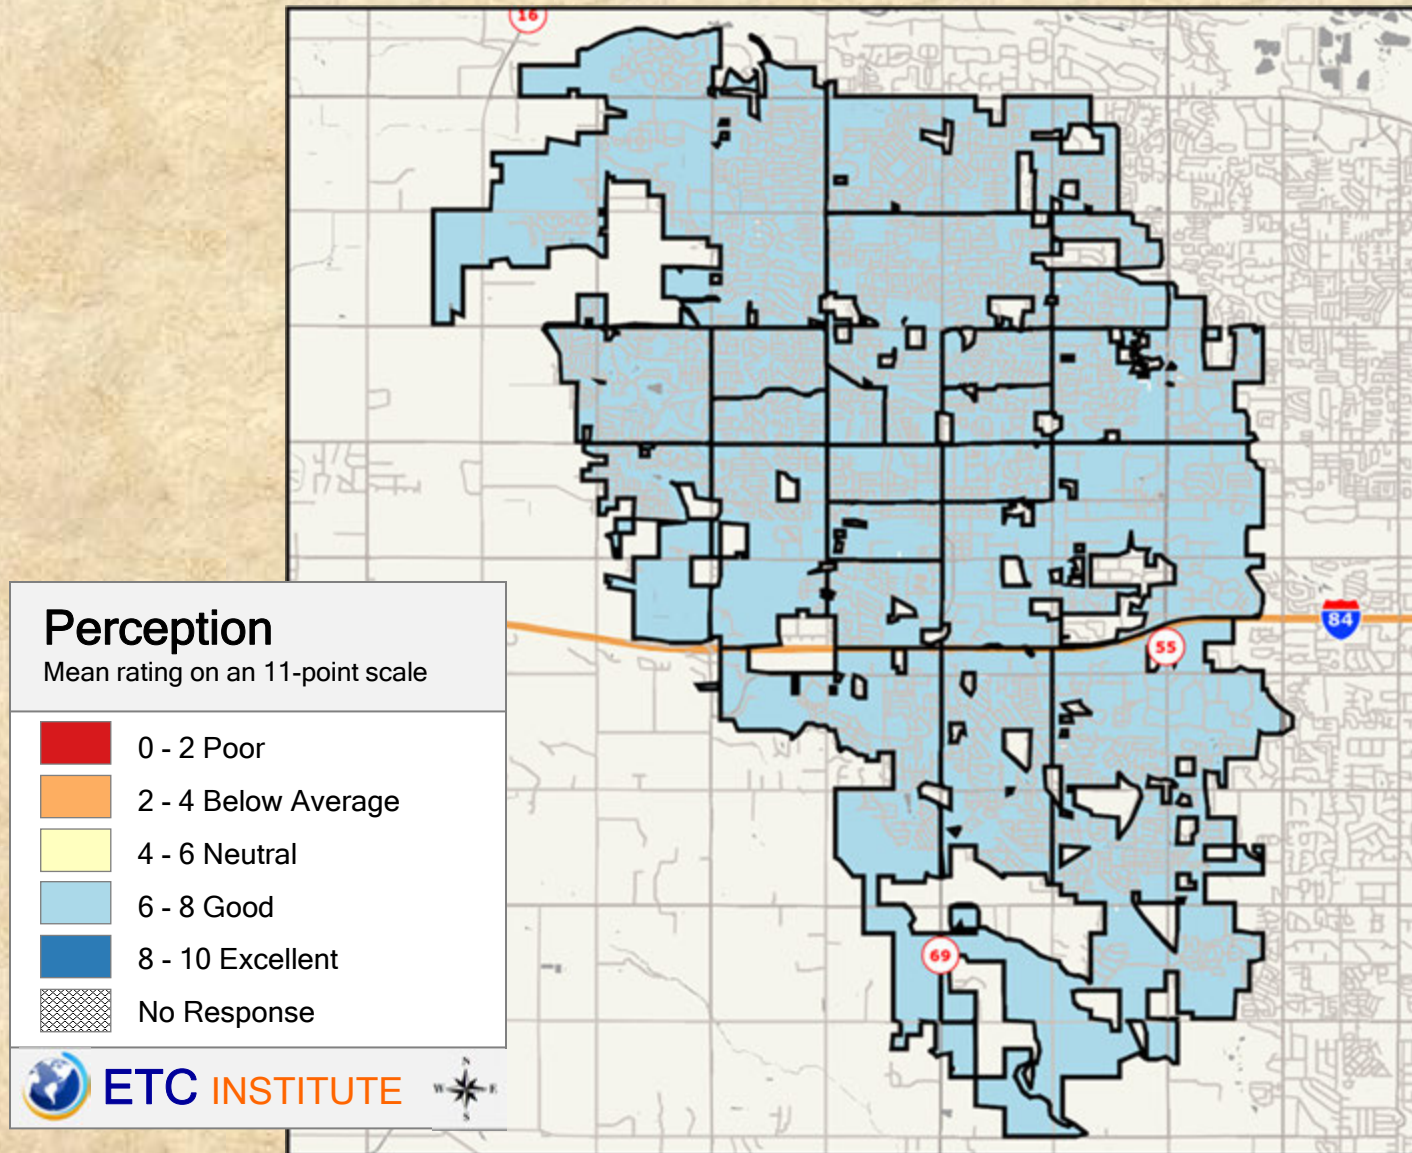 16
84
55
69
Perception
Mean rating on an 11-point scale
0 - 2 Poor
2 - 4 Below Average
4 - 6 Neutral
6 - 8 Good
8 - 10 Excellent
No Response
ETC INSTITUTE
N
W E
S